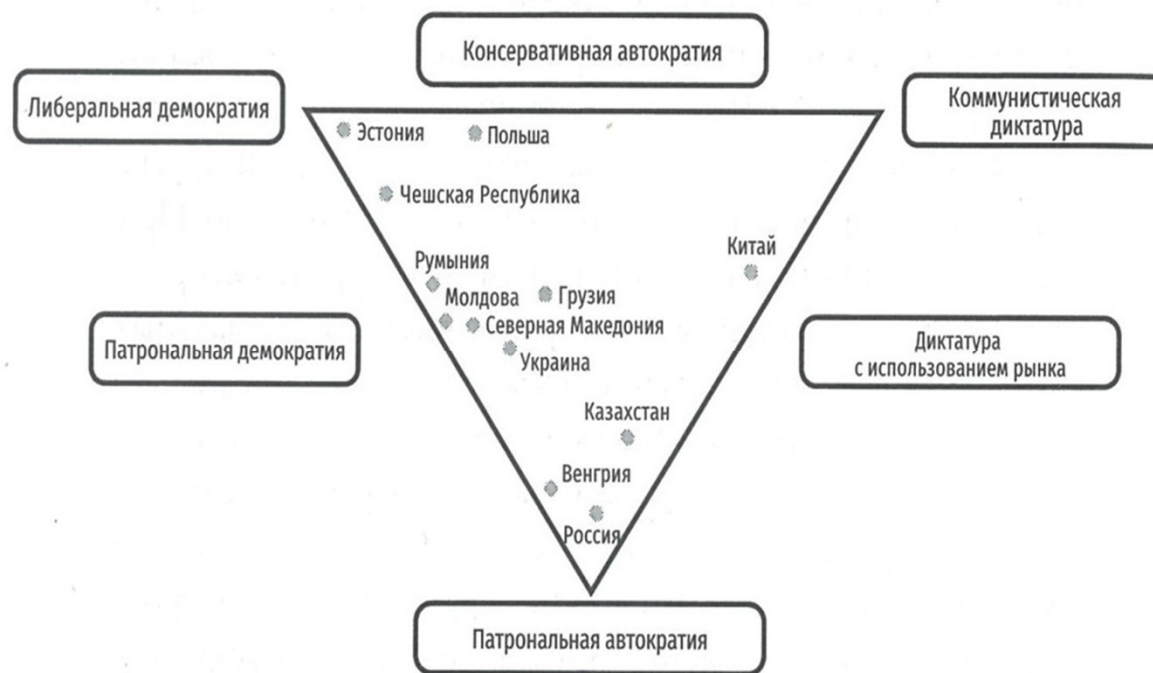 Консервативная автократия
Либеральная демократия
Коммунистическая
диктатура
Эстония
Польша
Чешская Республика
Китай
Румыния
Молдова
Грузия
Северная Македония
Украина
Патрональная демократия
Диктатура
с использованием рынка
Казахстан
Венгрия
Россия
Патрональная автократия